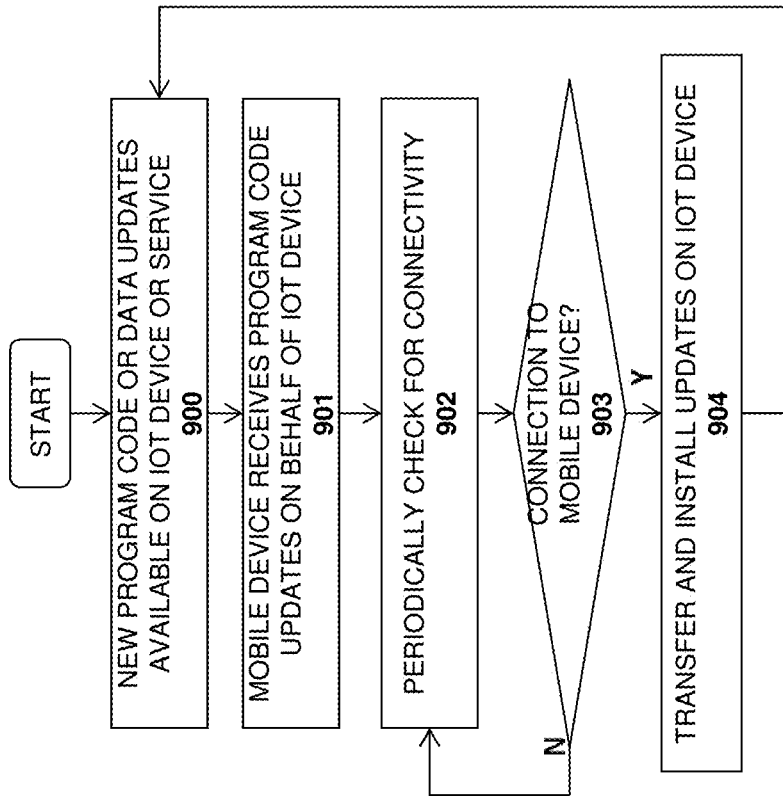 START
NEW PROGRAM CODE OR DATA UPDATES
AVAILABLE ON IOT DEVICE OR SERVICE
900
MOBILE DEVICE RECEIVES PROGRAM CODE
UPDATES ON BEHALF OF IOT DEVICE
901
PERIODICALLY CHECK FOR CONNECTIVITY
902
CONNECTION TO
MOBILE DEVICE?
903
N
Y
TRANSFER AND INSTALL UPDATES ON IOT DEVICE
904